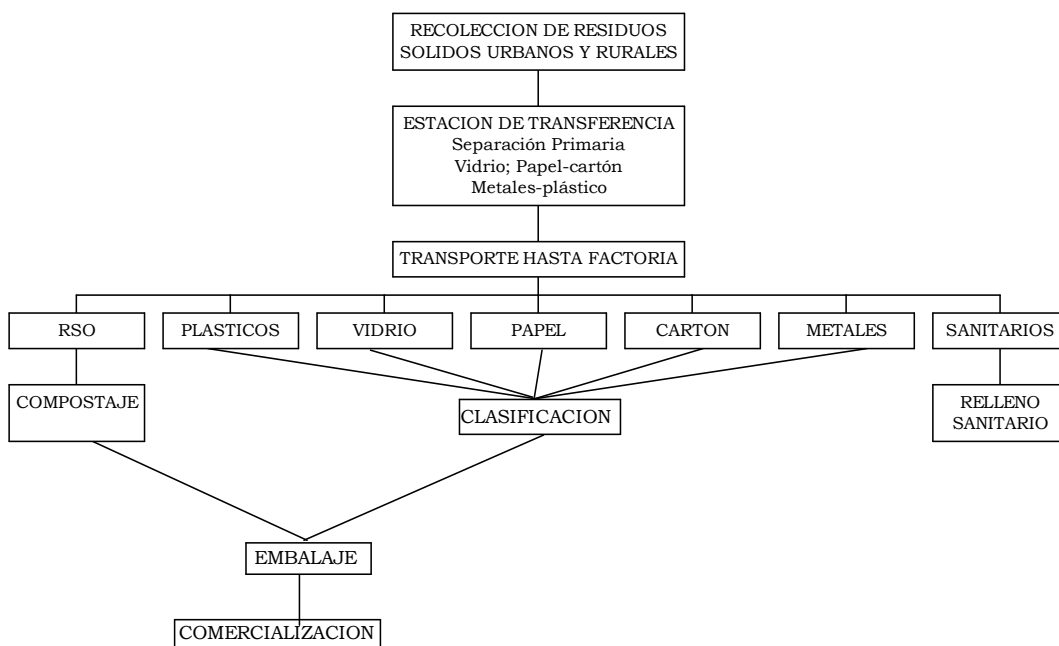 RECOLECCION DE RESIDUOS
SOLIDOS URBANOS Y RURALES
ESTACION DE TRANSFERENCIA
Separación Primaria
Vidrio; Papel-cartón
Metales-plástico
TRANSPORTE HASTA FACTORIA
RSO
PLASTICOS
VIDRIO
PAPEL
CARTON
METALES
SANITARIOS
COMPOSTAJE
CLASIFICACION
RELLENO
SANITARIO
EMBALAJE
COMERCIALIZACION